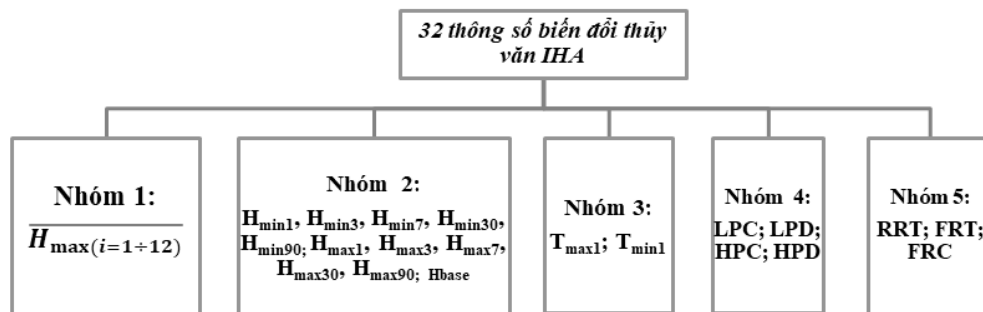 32 thông số biến đổi thủy
văn IHA
Nhóm 1:
H̅max(i=1÷12)
Nhóm 2:
Hmin1, Hmin3, Hmin7, Hmin30,
Hmin90; Hmax1, Hmax3, Hmax7,
Hmax30, Hmax90; Hbase
Nhóm 3:
Tmax1; Tmin1
Nhóm 4:
LPC; LPD;
HPC; HPD
Nhóm 5:
RRT; FRT;
FRC